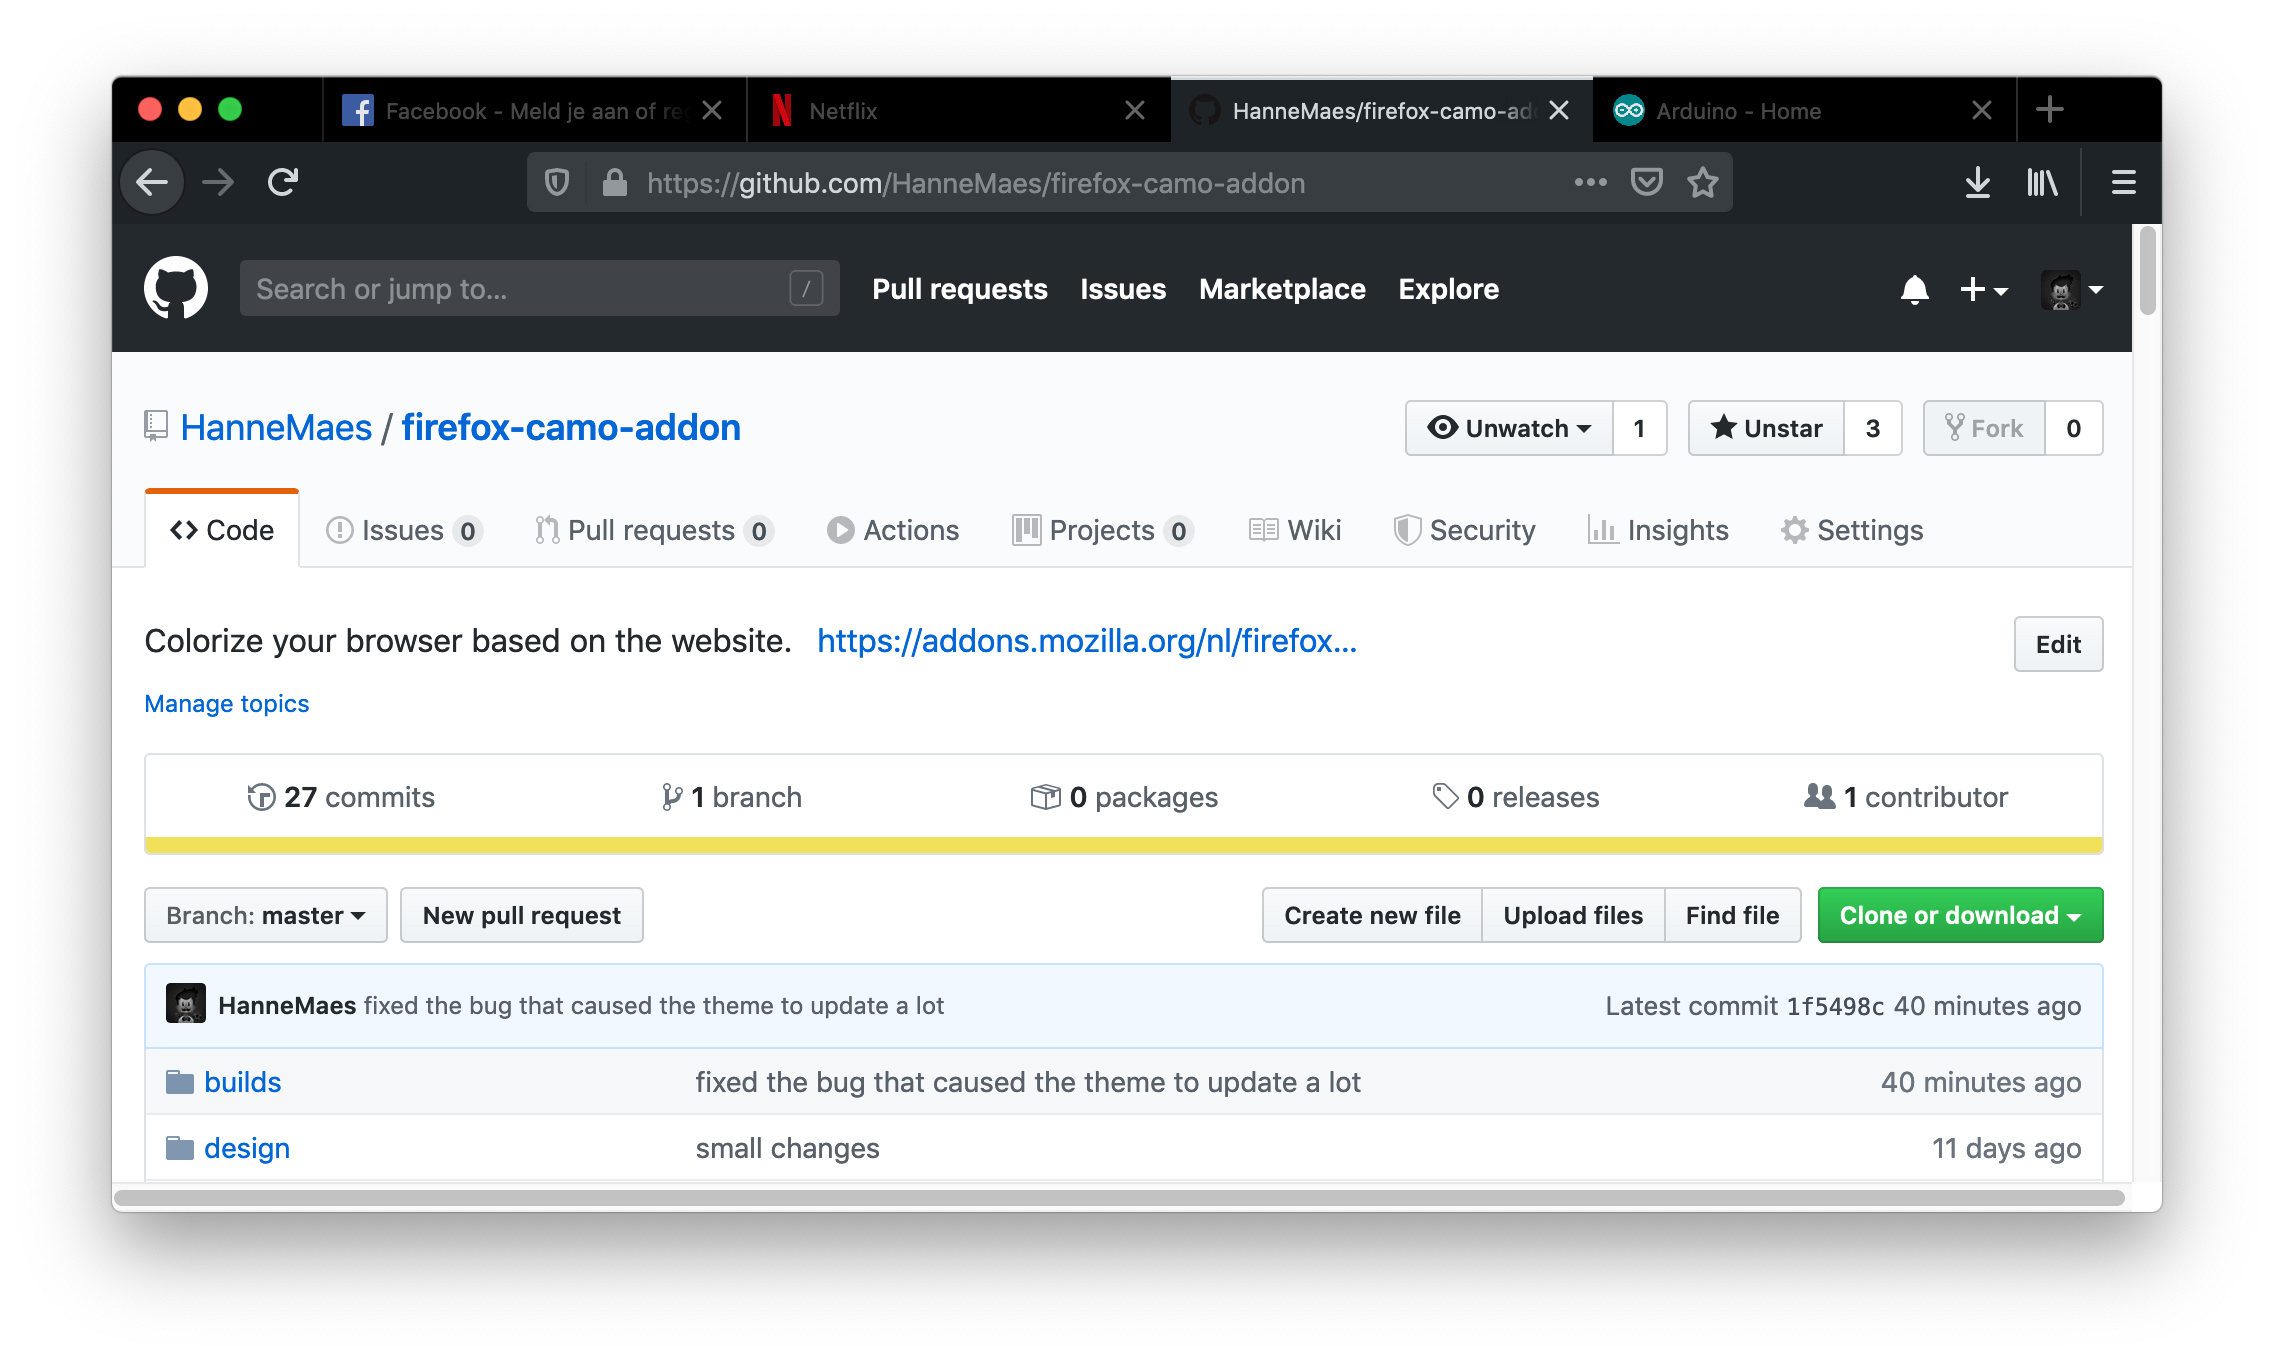 Facebook - Meld je aan of re
Netflix
HanneMaes/firefox-camo-ad
Arduino - Home
https://github.com/HanneMaes/firefox-camo-addon
Search or jump to...
/
Pull requests
Issues
Marketplace
Explore
HanneMaes / firefox-camo-addon
Unwatch 1
Unstar 3
Fork 0
Code
Issues 0
Pull requests 0
Actions
Projects 0
Wiki
Security
Insights
Settings
Colorize your browser based on the website. https://addons.mozilla.org/nl/firefox...
Edit
Manage topics
27 commits
1 branch
0 packages
0 releases
1 contributor
Branch: master
New pull request
Create new file
Upload files
Find file
Clone or download
HanneMaes fixed the bug that caused the theme to update a lot
Latest commit 1f5498c 40 minutes ago
builds
fixed the bug that caused the theme to update a lot
40 minutes ago
design
small changes
11 days ago